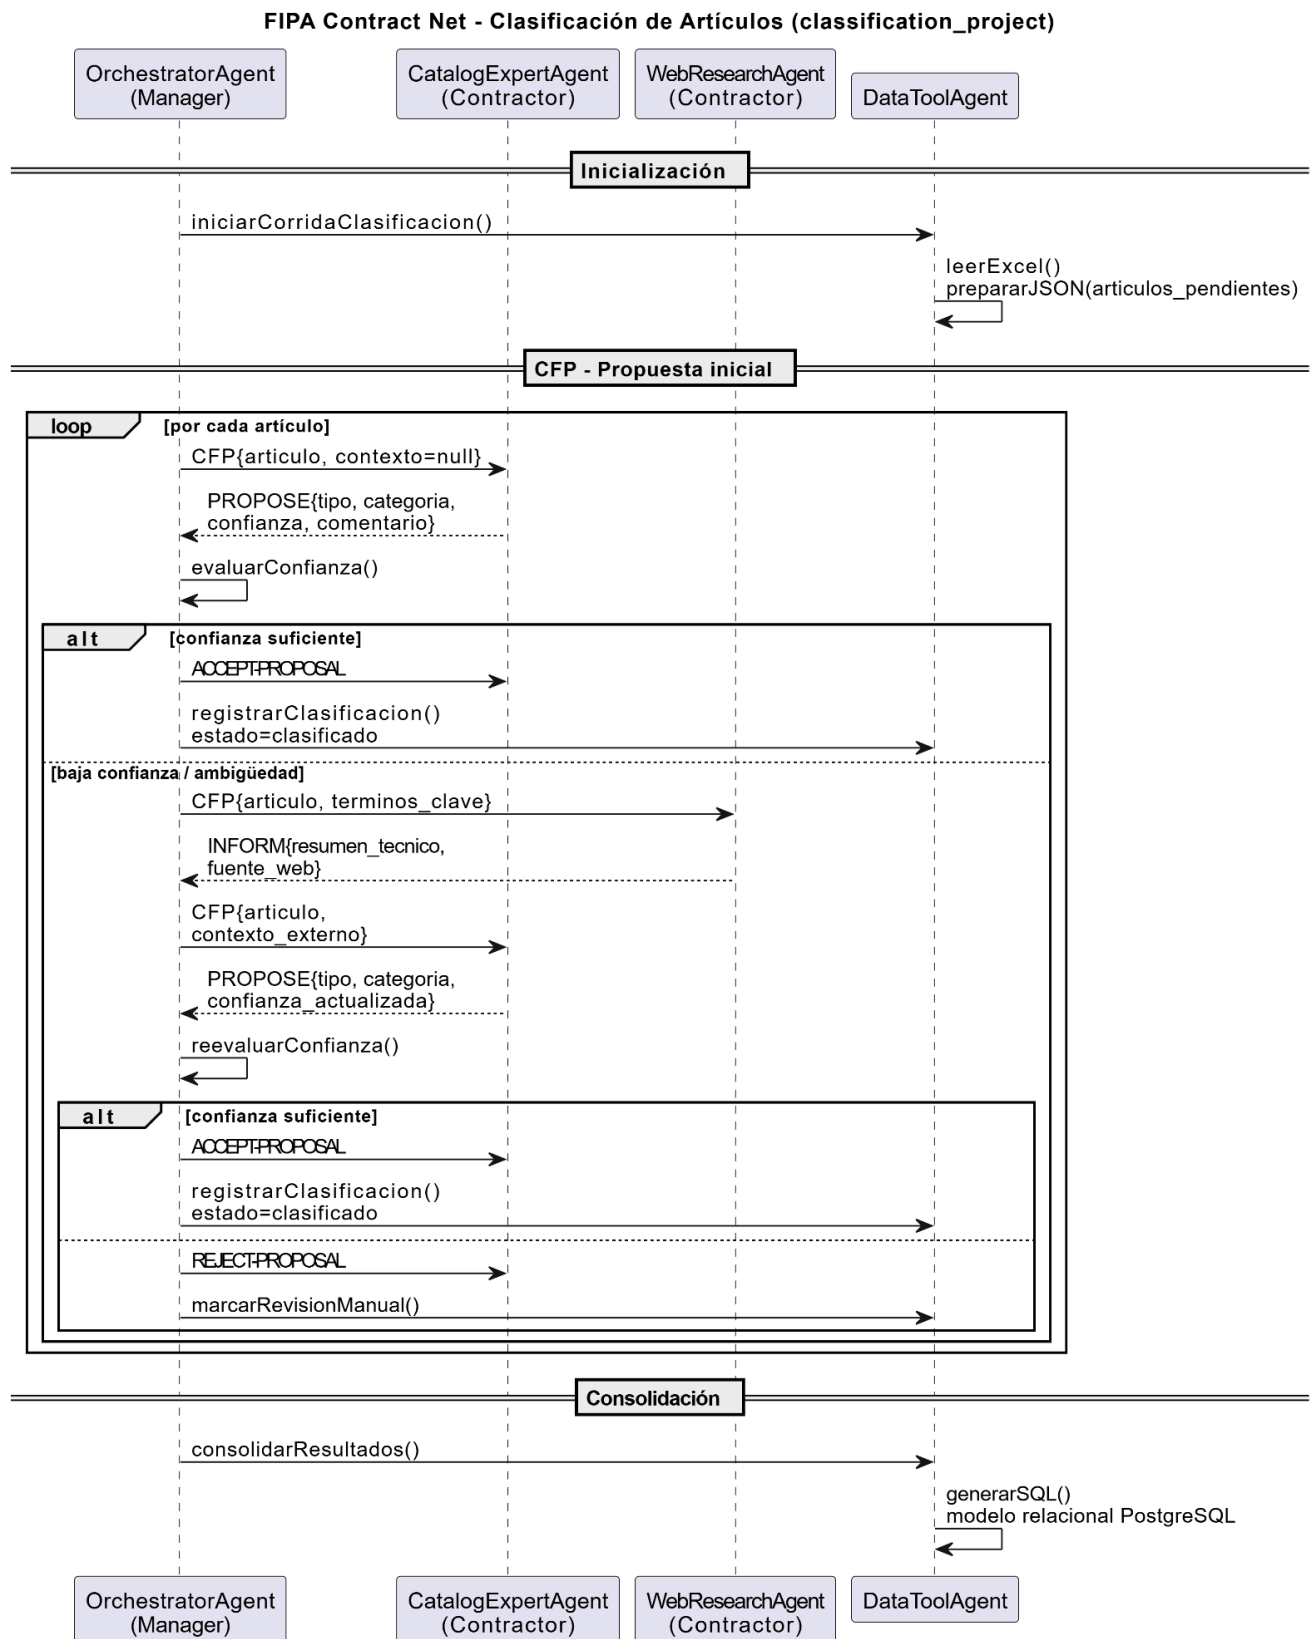 FIPA Contract Net - Clasificación de Artículos (classification_project)
OrchestratorAgent
(Manager)
CatalogExpertAgent
(Contractor)
WebResearchAgent
(Contractor)
DataToolAgent
Inicialización
iniciarCorridaClasificacion()
leerExcel()
prepararJSON(articulos_pendientes)
CFP - Propuesta inicial
loop
[por cada artículo]
CFP{articulo, contexto=null}
PROPOSE{tipo, categoria,
confianza, comentario}
evaluarConfianza()
alt
[confianza suficiente]
ACCEPT-PROPOSAL
registrarClasificacion()
estado=clasificado
[baja confianza / ambigüedad]
CFP{articulo, terminos_clave}
INFORM{resumen_tecnico,
fuente_web}
CFP{articulo,
contexto_externo}
PROPOSE{tipo, categoria,
confianza_actualizada}
reevaluarConfianza()
alt
[confianza suficiente]
ACCEPT-PROPOSAL
registrarClasificacion()
estado=clasificado
REJECT-PROPOSAL
marcarRevisionManual()
Consolidación
consolidarResultados()
generarSQL()
modelo relacional PostgreSQL
OrchestratorAgent
(Manager)
CatalogExpertAgent
(Contractor)
WebResearchAgent
(Contractor)
DataToolAgent